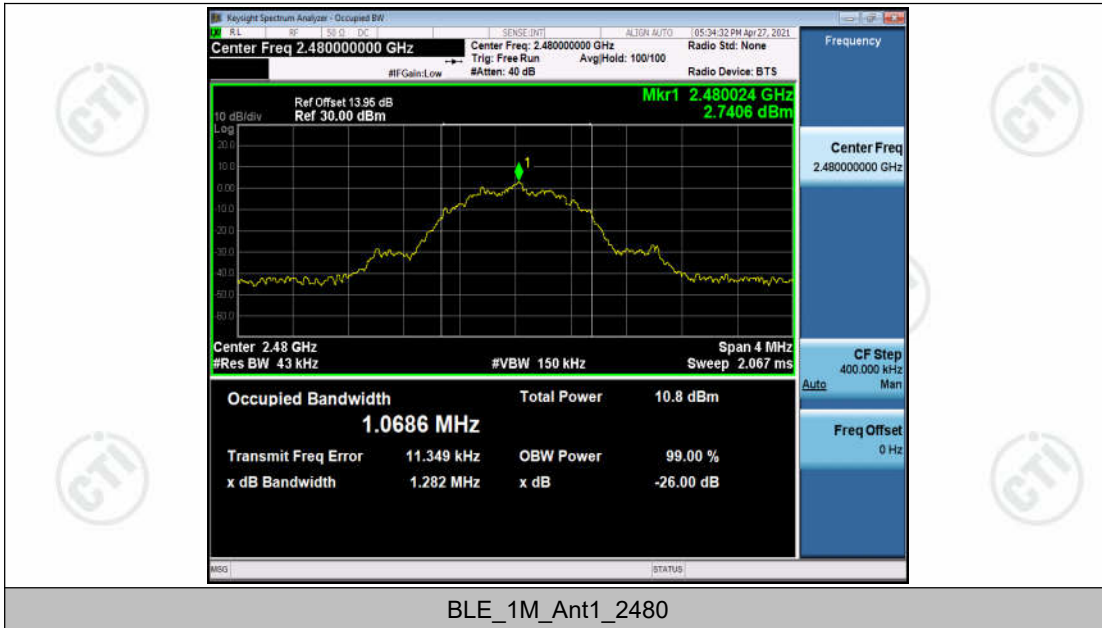 Keysight Spectrum Analyzer - Occupied BW
RL RF 50 Ω DC SENSE:INT ALIGN AUTO 05:34:32 PM Apr 27, 2021
Center Freq 2.480000000 GHz
Center Freq: 2.480000000 GHz
Radio Std: None
Trig: Free Run Avg|Hold: 100/100
#IFGain:Low #Atten: 40 dB Radio Device: BTS
Mkr1 2.480024 GHz
2.7406 dBm
Ref Offset 13.95 dB
10 dB/div Ref 30.00 dBm
Log
20.0
10.0
0.00
-10.0
-20.0
-30.0
-40.0
-50.0
-60.0
1
Center 2.48 GHz Span 4 MHz
#Res BW 43 kHz #VBW 150 kHz Sweep 2.067 ms
Occupied Bandwidth Total Power 10.8 dBm
1.0686 MHz
Transmit Freq Error 11.349 kHz OBW Power 99.00 %
x dB Bandwidth 1.282 MHz x dB -26.00 dB
MSG STATUS
Frequency
Center Freq
2.480000000 GHz
CF Step
400.000 kHz
Auto Man
Freq Offset
0 Hz
CTI
CTI
CTI
CTI
BLE_1M_Ant1_2480